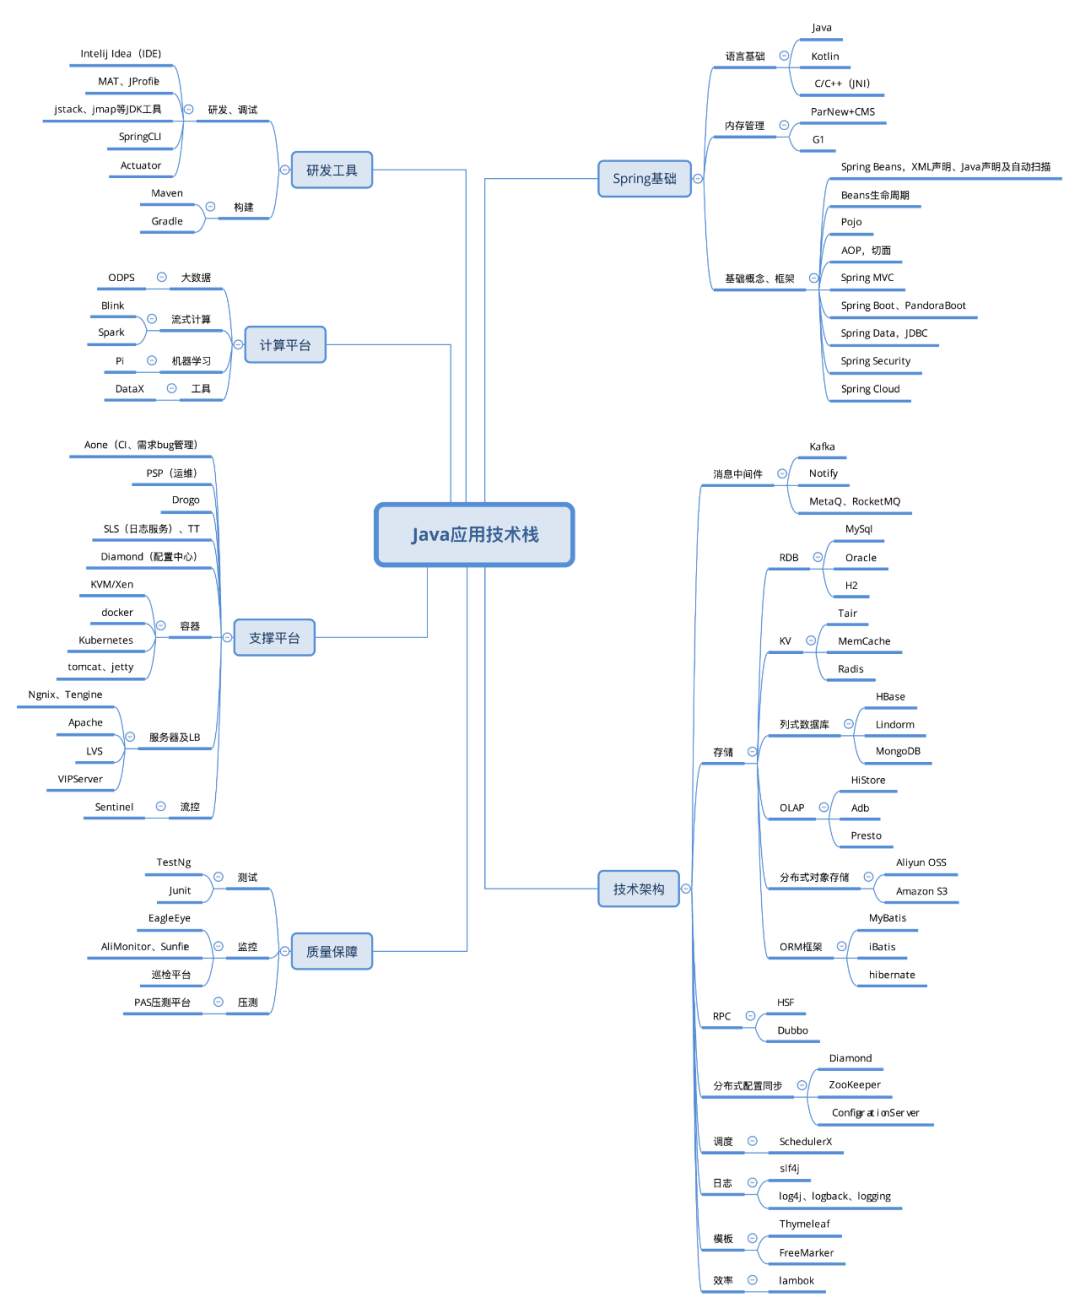 Java应用技术栈
研发工具
研发、调试
Intelij Idea（IDE)
MAT、JProfile
jstack、jmap等JDK工具
SpringCLI
Actuator
构建
Maven
Gradle
计算平台
大数据
ODPS
流式计算
Blink
Spark
机器学习
Pi
工具
DataX
支撑平台
Aone（CI、需求bug管理）
PSP（运维）
Drogo
SLS（日志服务）、TT
Diamond（配置中心）
容器
KVM/Xen
docker
Kubernetes
tomcat、jetty
服务器及LB
Ngnix、Tengine
Apache
LVS
VIPServer
流控
Sentinel
质量保障
测试
TestNg
Junit
监控
EagleEye
AliMonitor、Sunfire
巡检平台
压测
PAS压测平台
Spring基础
语言基础
Java
Kotlin
C/C++（JNI）
内存管理
ParNew+CMS
G1
基础概念、框架
Spring Beans，XML声明、Java声明及自动扫描
Beans生命周期
Pojo
AOP，切面
Spring MVC
Spring Boot、PandoraBoot
Spring Data，JDBC
Spring Security
Spring Cloud
技术架构
消息中间件
Kafka
Notify
MetaQ、RocketMQ
存储
RDB
MySql
Oracle
H2
KV
Tair
MemCache
Radis
列式数据库
HBase
Lindorm
MongoDB
OLAP
HiStore
Adb
Presto
分布式对象存储
Aliyun OSS
Amazon S3
ORM框架
MyBatis
iBatis
hibernate
RPC
HSF
Dubbo
分布式配置同步
Diamond
ZooKeeper
ConfigrationServer
调度
SchedulerX
日志
slf4j
log4j、logback、logging
模板
Thymeleaf
FreeMarker
效率
lambok